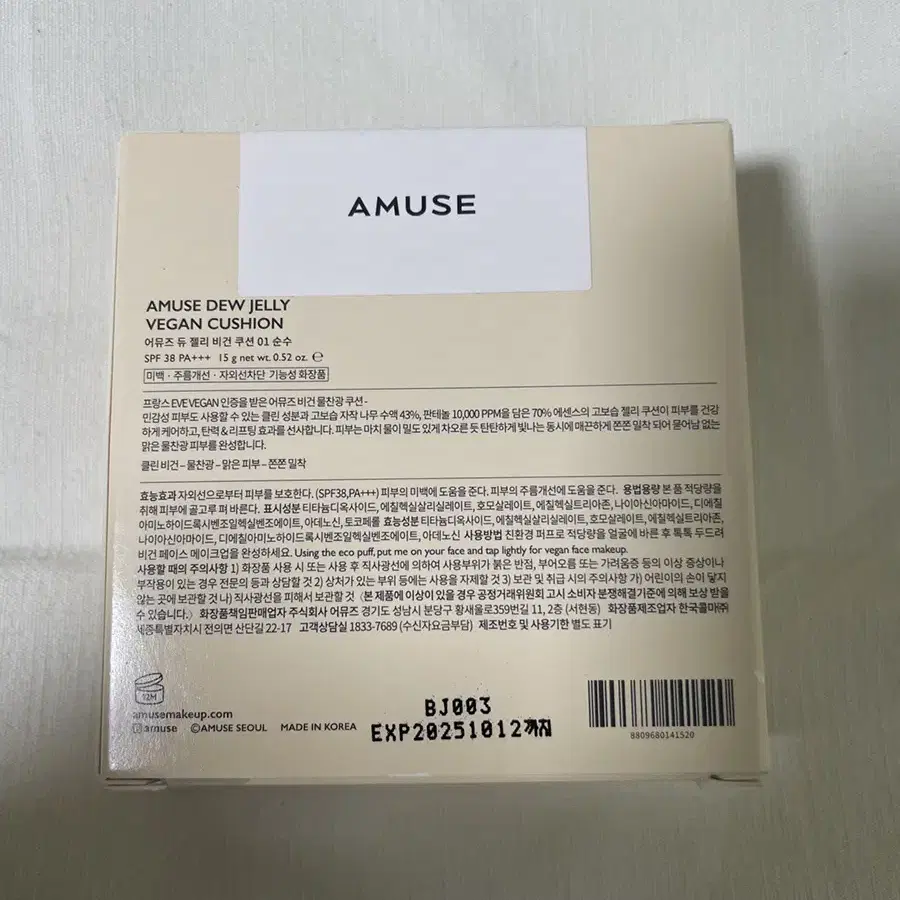 AMUSE
AMUSE DEW JELLY
VEGAN CUSHION
어뮤즈 듀 젤리 비건 쿠션 01 순수
SPF 38 PA+++ 15 g net wt. 0.52 oz. ℮
미백 · 주름개선 · 자외선차단 기능성 화장품
프랑스 EVE VEGAN 인증을 받은 어뮤즈 비건 물찬광 쿠션 -
민감성 피부도 사용할 수 있는 클린 성분과 고보습 자작 나무 수액 43%, 판테놀 10,000 PPM을 담은 70% 에센스의 고보습 젤리 쿠션이 피부를 건강
하게 케어하고, 탄력 & 리프팅 효과를 선사합니다. 피부는 마치 물이 밀도 있게 차오른 듯 탄탄하게 빛나는 동시에 매끈하게 쫀쫀 밀착 되어 묻어남 없는
맑은 물찬광 피부를 완성합니다.
클린 비건 – 물찬광 – 맑은 피부 – 쫀쫀 밀착
효능효과 자외선으로부터 피부를 보호한다. (SPF38,PA+++) 피부의 미백에 도움을 준다. 피부의 주름개선에 도움을 준다. 용법용량 본 품 적당량을
취해 피부에 골고루 펴 바른다. 표시성분 티타늄디옥사이드, 에칠헥실살리실레이트, 호모살레이트, 에칠헥실트리아존, 나이아신아마이드, 디에칠
아미노하이드록시벤조일헥실벤조에이트, 아데노신, 토코페롤 효능성분 티타늄디옥사이드, 에칠헥실살리실레이트, 호모살레이트, 에칠헥실트리아존,
나이아신아마이드, 디에칠아미노하이드록시벤조일헥실벤조에이트, 아데노신 사용방법 친환경 퍼프로 적당량을 얼굴에 바른 후 톡톡 두드려
비건 페이스 메이크업을 완성하세요. Using the eco puff, put me on your face and tap lightly for vegan face makeup.
사용할 때의 주의사항 1) 화장품 사용 시 또는 사용 후 직사광선에 의하여 사용부위가 붉은 반점, 부어오름 또는 가려움증 등의 이상 증상이나
부작용이 있는 경우 전문의 등과 상담할 것 2) 상처가 있는 부위 등에는 사용을 자제할 것 3) 보관 및 취급 시의 주의사항 가) 어린이의 손이 닿지
않는 곳에 보관할 것 나) 직사광선을 피해서 보관할 것 〈본 제품에 이상이 있을 경우 공정거래위원회 고시 소비자 분쟁해결기준에 의해 보상 받을
수 있습니다.〉 화장품책임판매업자 주식회사 어뮤즈 경기도 성남시 분당구 황새울로359번길 11, 2층 (서현동) 화장품제조업자 한국콜마㈜
세종특별자치시 전의면 산단길 22-17 고객상담실 1833-7689 (수신자요금부담) 제조번호 및 사용기한 별도 표기
12M
amusemakeup.com
amuse ©AMUSE SEOUL MADE IN KOREA
BJ003
EXP20251012까지
8809680141520